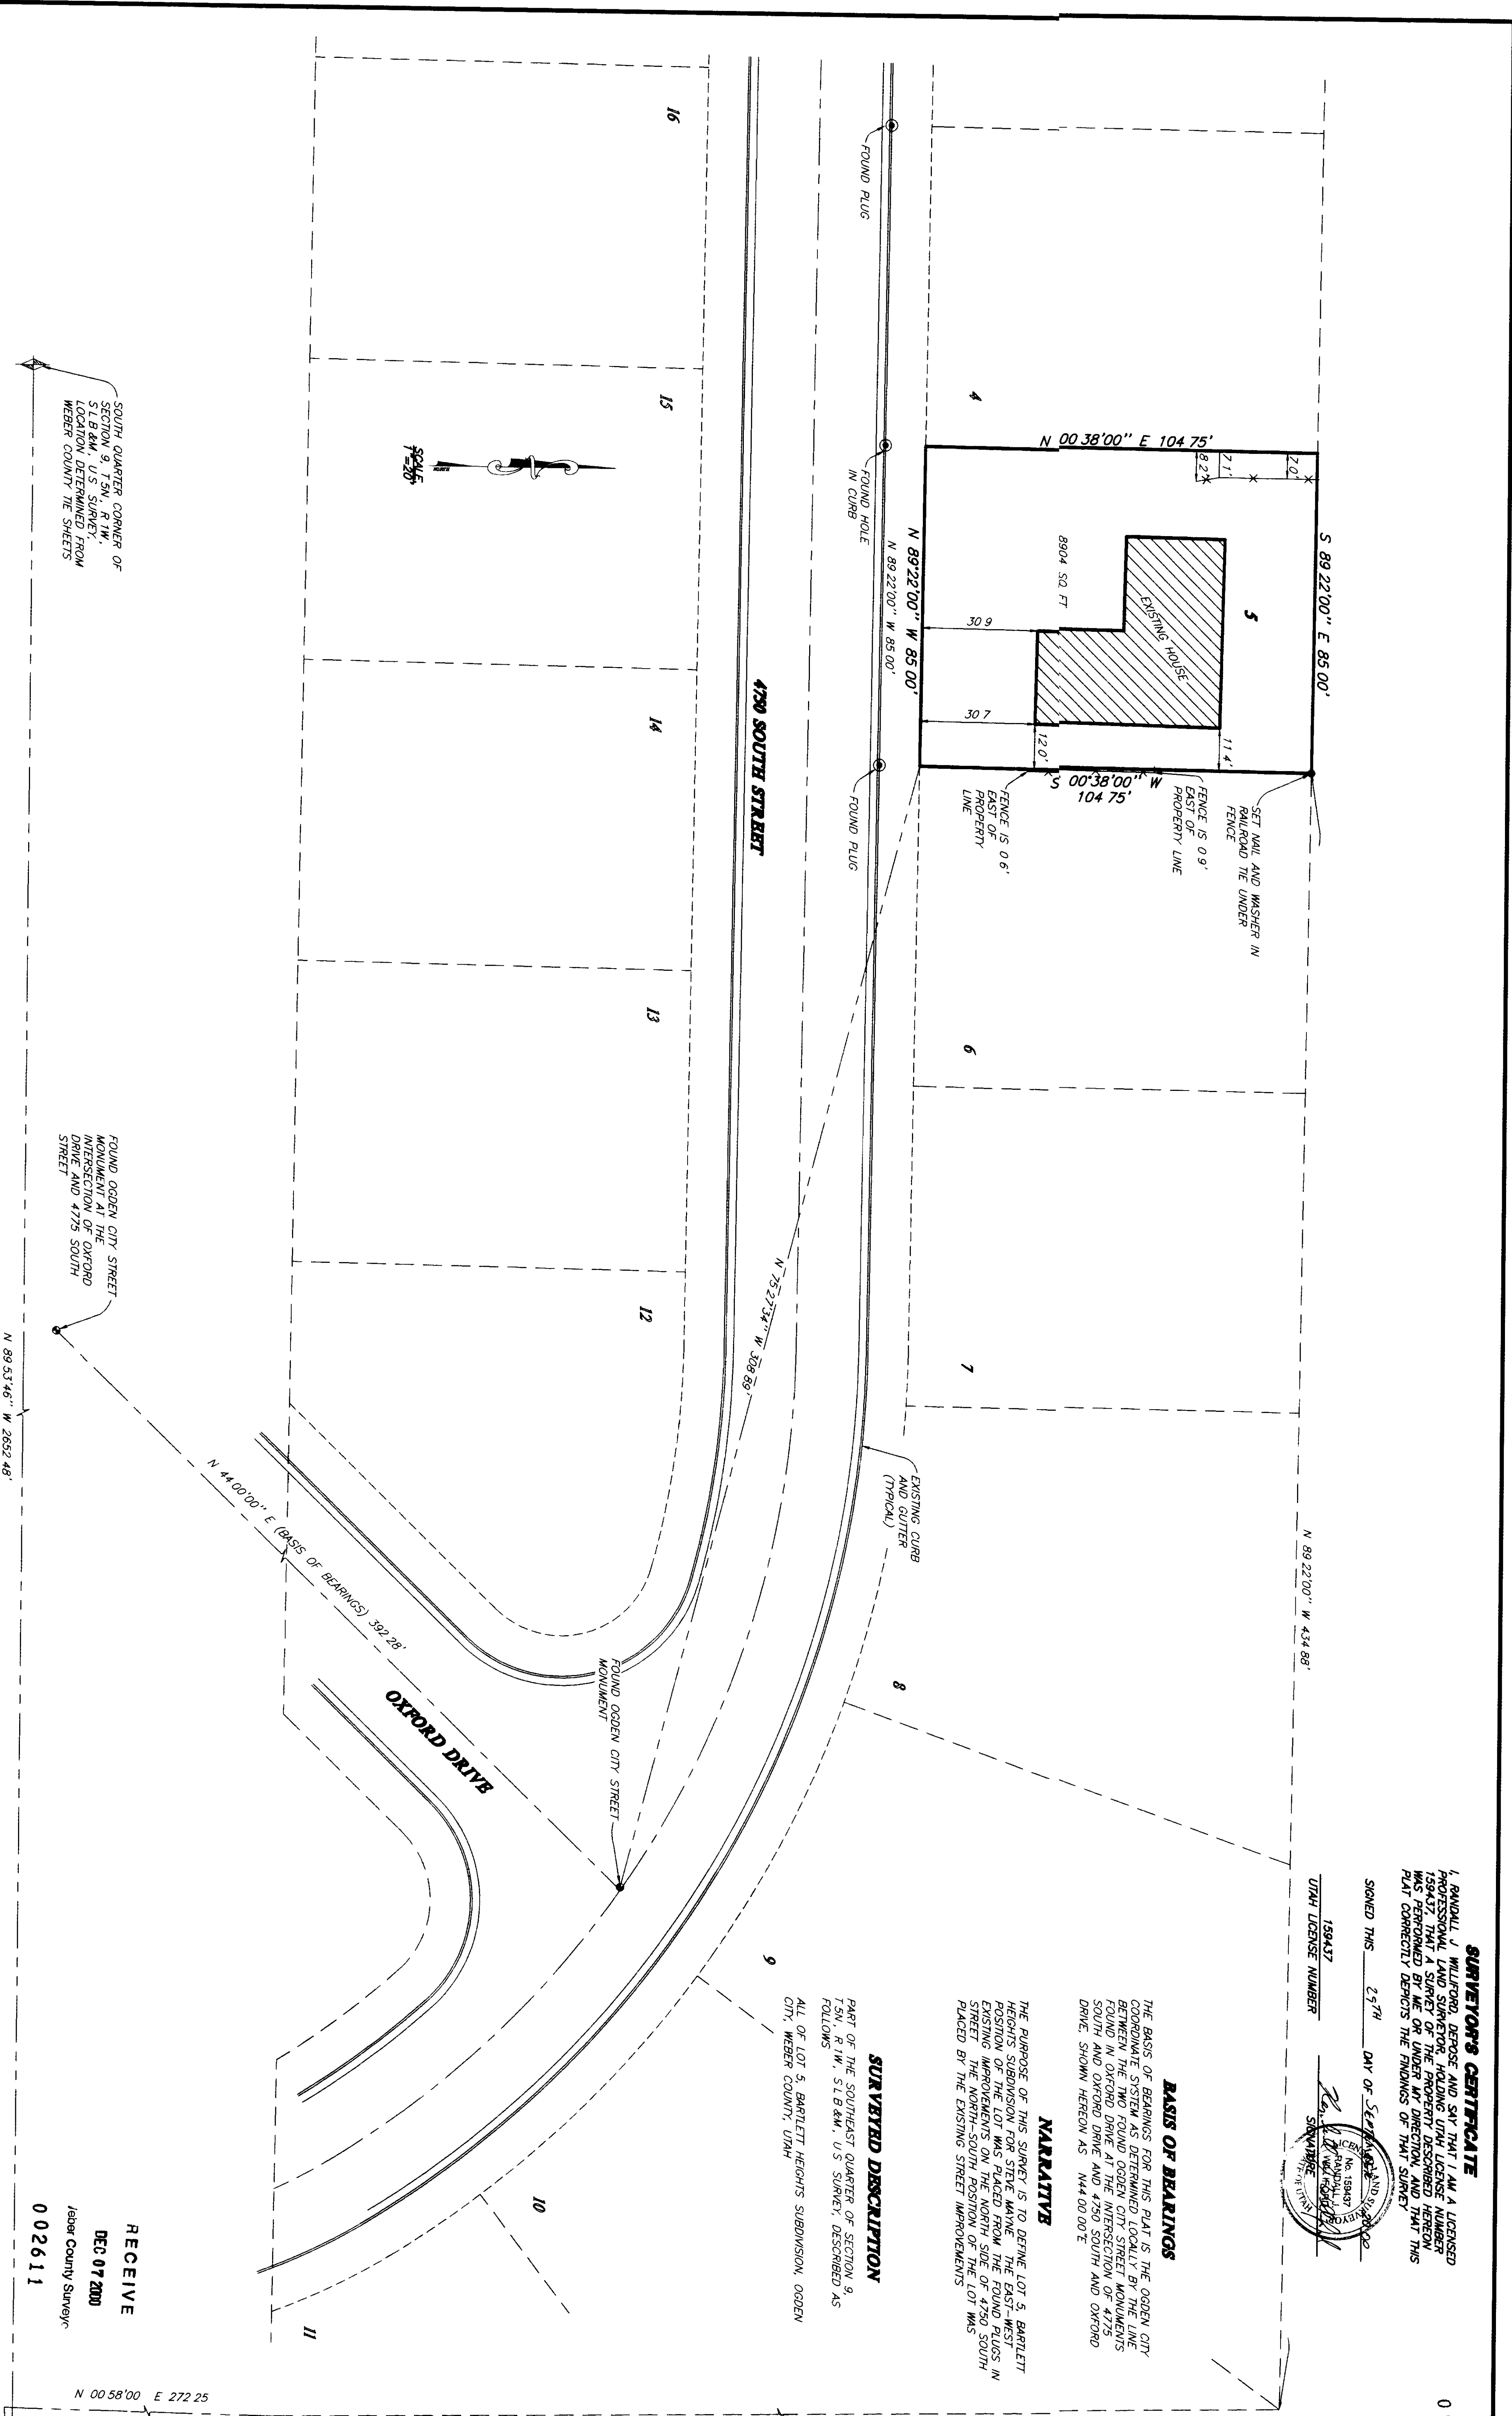 SURVEYOR'S CERTIFICATE
I, RANDALL J WILLIFORD, DEPOSE AND SAY THAT I AM A LICENSED
PROFESSIONAL LAND SURVEYOR, HOLDING UTAH LICENSE NUMBER
159437, THAT A SURVEY OF THE PROPERTY DESCRIBED HEREON
WAS PERFORMED BY ME OR UNDER MY DIRECTION, AND THAT THIS
PLAT CORRECTLY DEPICTS THE FINDINGS OF THAT SURVEY
SIGNED THIS 25TH DAY OF
159437
UTAH LICENSE NUMBER
SIGNATURE
No. 159437
RANDALL J.
BASIS OF BEARINGS
THE BASIS OF BEARINGS FOR THIS PLAT IS THE OGDEN CITY
COORDINATE SYSTEM AS DETERMINED LOCALLY BY THE LINE
BETWEEN THE TWO FOUND OGDEN CITY STREET MONUMENTS
FOUND IN OXFORD DRIVE AT THE INTERSECTION OF 4775
SOUTH AND OXFORD DRIVE AND 4750 SOUTH AND OXFORD
DRIVE, SHOWN HEREON AS N44 00'00"E
NARRATIVE
THE PURPOSE OF THIS SURVEY IS TO DEFINE LOT 5, BARTLETT
HEIGHTS SUBDIVISION FOR STEVE MAYNE THE EAST-WEST
POSITION OF THE LOT WAS PLACED FROM THE FOUND PLUGS IN
EXISTING IMPROVEMENTS ON THE NORTH SIDE OF 4750 SOUTH
STREET THE NORTH-SOUTH POSITION OF THE LOT WAS
PLACED BY THE EXISTING STREET IMPROVEMENTS
SURVEYED DESCRIPTION
PART OF THE SOUTHEAST QUARTER OF SECTION 9,
T 5N, R 1W, S L B &M, U S SURVEY, DESCRIBED AS
FOLLOWS
ALL OF LOT 5, BARTLETT HEIGHTS SUBDIVISION, OGDEN
CITY, WEBER COUNTY, UTAH
S 89 22'00" E 85 00'
N 00 38'00" E 104 75'
7 0'
7 1'
8 2'
5
EXISTING HOUSE
8904 SQ FT
30 9
30 7
11 4'
12 0'
S 00°38'00" W
104 75'
SET NAIL AND WASHER IN
RAILROAD TIE UNDER
FENCE
FENCE IS 0 9'
EAST OF
PROPERTY LINE
FENCE IS 0 6'
EAST OF
PROPERTY
LINE
N 89°22'00" W 85 00'
N 89 22'00" W 85 00'
FOUND PLUG
FOUND HOLE
IN CURB
FOUND PLUG
4
6
7
8
9
10
11
12
13
14
15
16
N 89 22'00" W 434 88'
EXISTING CURB
AND GUTTER
(TYPICAL)
4750 SOUTH STREET
N 75 27'34" W 308 89'
FOUND OGDEN CITY STREET
MONUMENT
OXFORD DRIVE
N 44 00'00" E (BASIS OF BEARINGS) 392 28'
SCALE
1"=20'
SOUTH QUARTER CORNER OF
SECTION 9, T 5N, R 1W,
S L B &M, U S SURVEY,
LOCATION DETERMINED FROM
WEBER COUNTY TIE SHEETS
FOUND OGDEN CITY STREET
MONUMENT AT THE
INTERSECTION OF OXFORD
DRIVE AND 4775 SOUTH
STREET
N 89 53'46" W 2652 48'
N 00 58'00 E 272 25
RECEIVE
DEC 07 2000
eber County Surveyo
002611
0